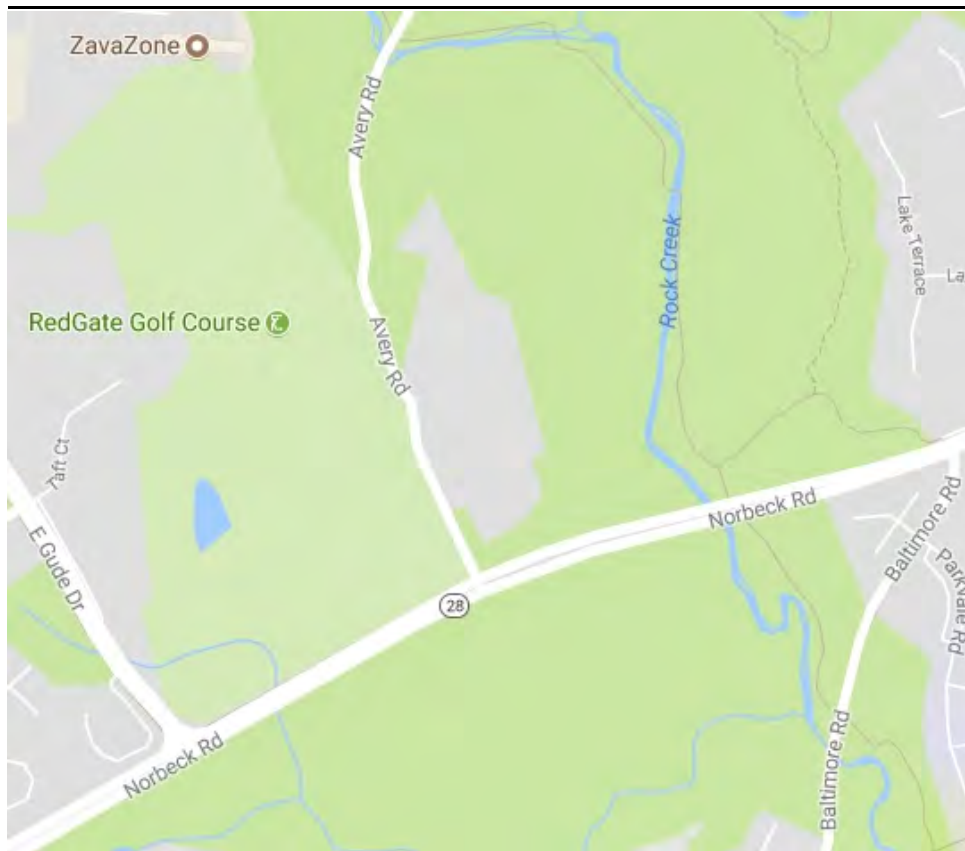 ZavaZone
Avery Rd
Lake Terrace
La
Rock Creek
RedGate Golf Course
Avery Rd
Taft Ct
Norbeck Rd
Baltimore Rd
E Gude Dr
Parkvale Rd
28
Norbeck Rd
Baltimore Rd